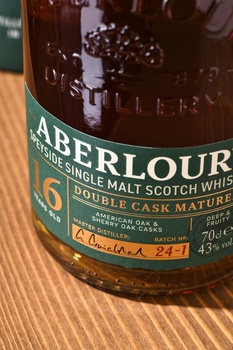 DISTILLERY
ABERLOUR
SPEYSIDE SINGLE MALT SCOTCH WHIS
16
YEARS OLD
DOUBLE CASK MATURE
AMERICAN OAK &
SHERRY OAK CASKS
DEEP &
FRUITY
MASTER DISTILLER:
BATCH No:
24-1
70cl e
43%